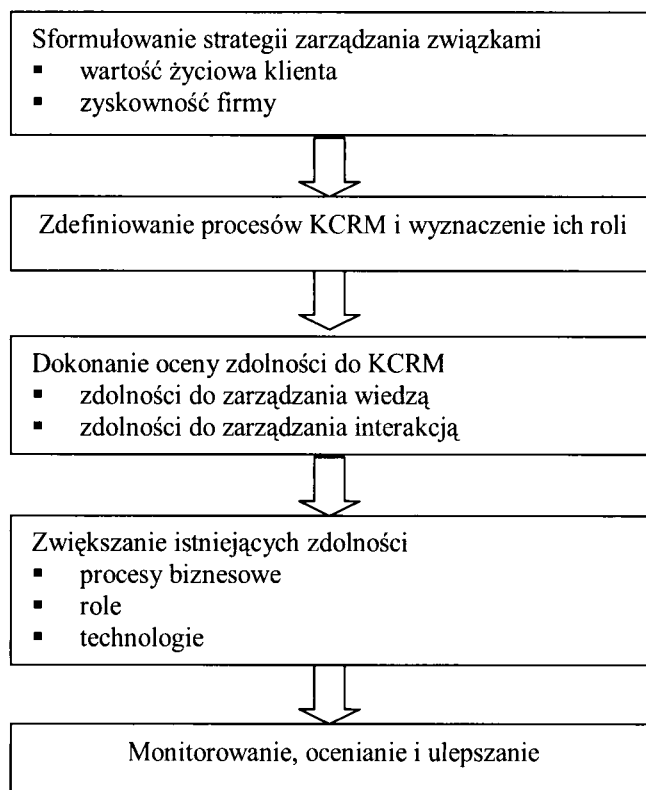 Sformułowanie strategii zarządzania związkami
▪ wartość życiowa klienta
▪ zyskowność firmy
Zdefiniowanie procesów KCRM i wyznaczenie ich roli
Dokonanie oceny zdolności do KCRM
▪ zdolności do zarządzania wiedzą
▪ zdolności do zarządzania interakcją
Zwiększanie istniejących zdolności
▪ procesy biznesowe
▪ role
▪ technologie
Monitorowanie, ocenianie i ulepszanie